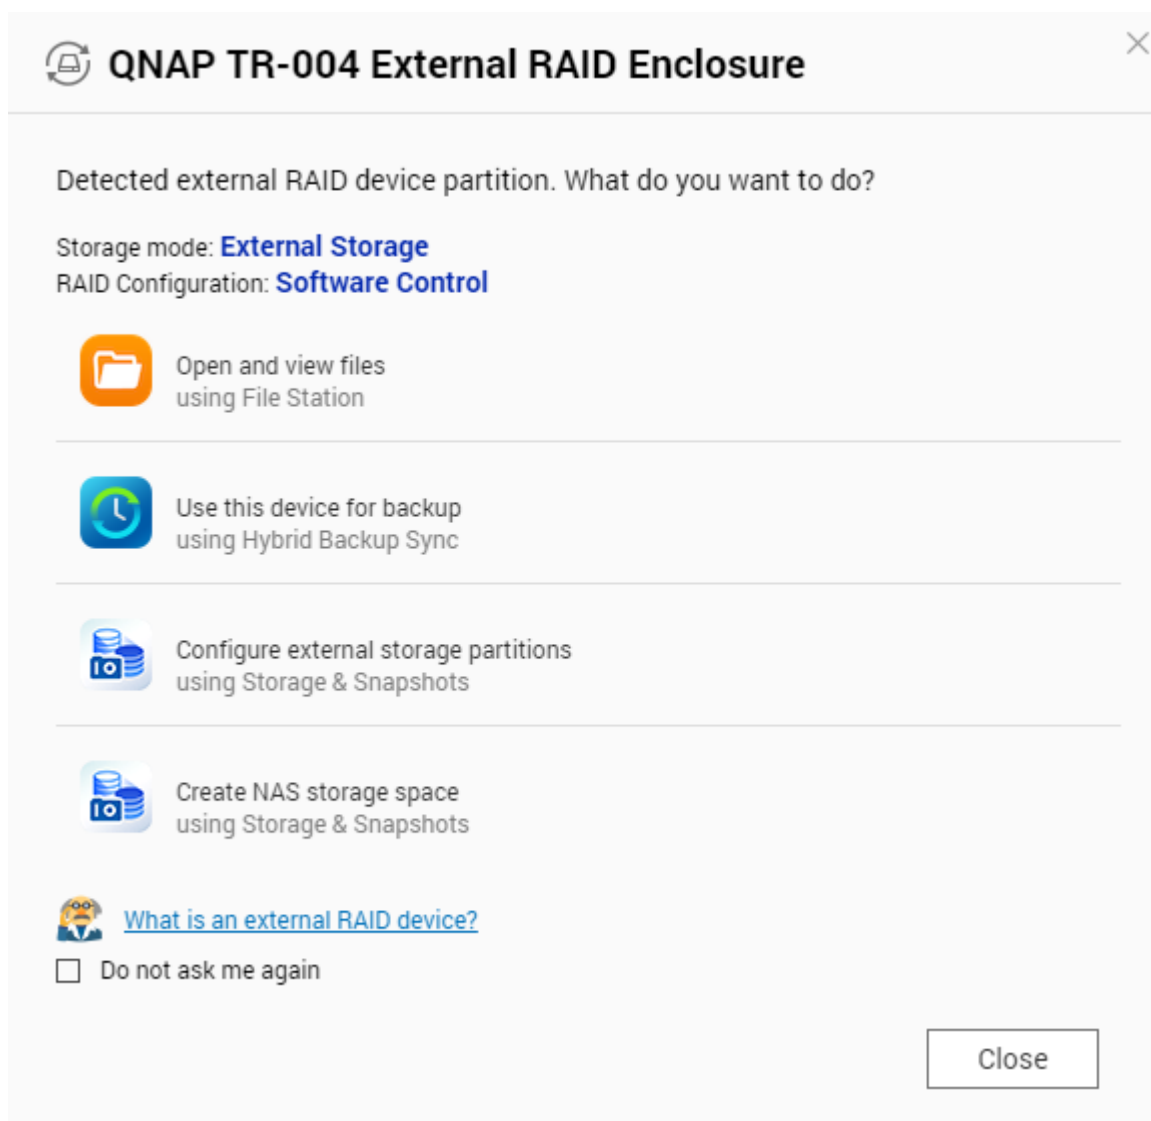 QNAP TR-004 External RAID Enclosure
Detected external RAID device partition. What do you want to do?
Storage mode: External Storage
RAID Configuration: Software Control
Open and view files
using File Station
Use this device for backup
using Hybrid Backup Sync
Configure external storage partitions
using Storage & Snapshots
Create NAS storage space
using Storage & Snapshots
What is an external RAID device?
Do not ask me again
Close